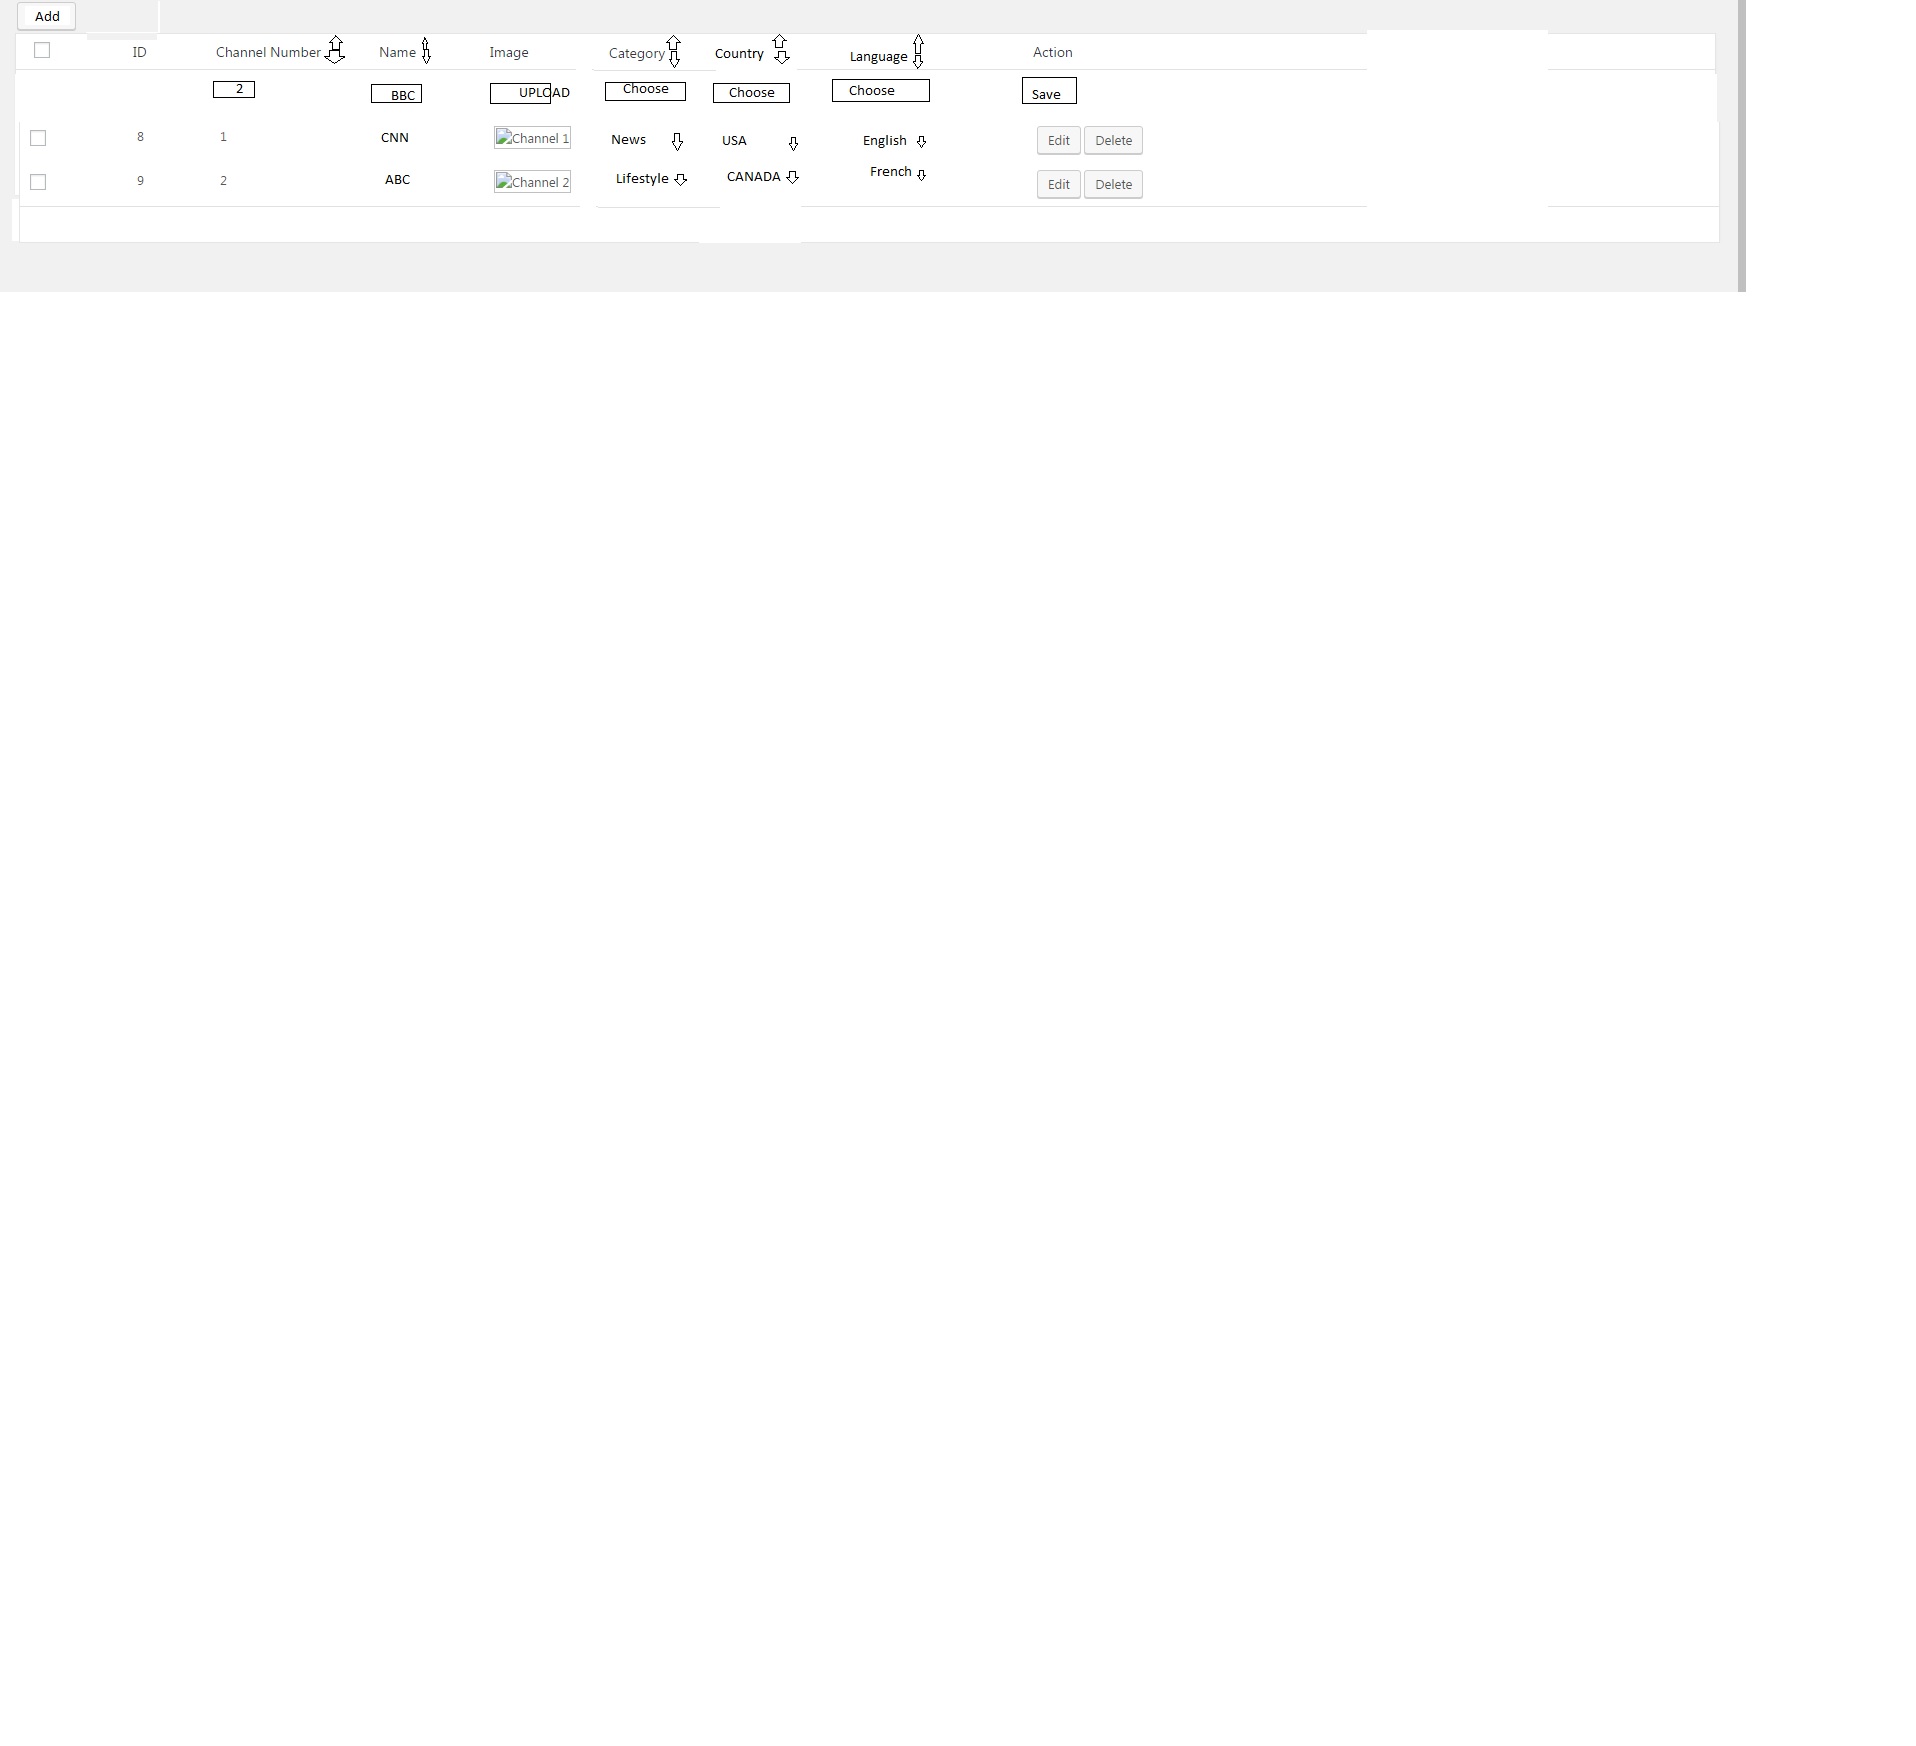 Add
ID Channel Number Name Image Category Country Language Action
2 BBC UPLOAD Choose Choose Choose Save
8 1 CNN Channel 1 News USA English Edit Delete
9 2 ABC Channel 2 Lifestyle CANADA French Edit Delete